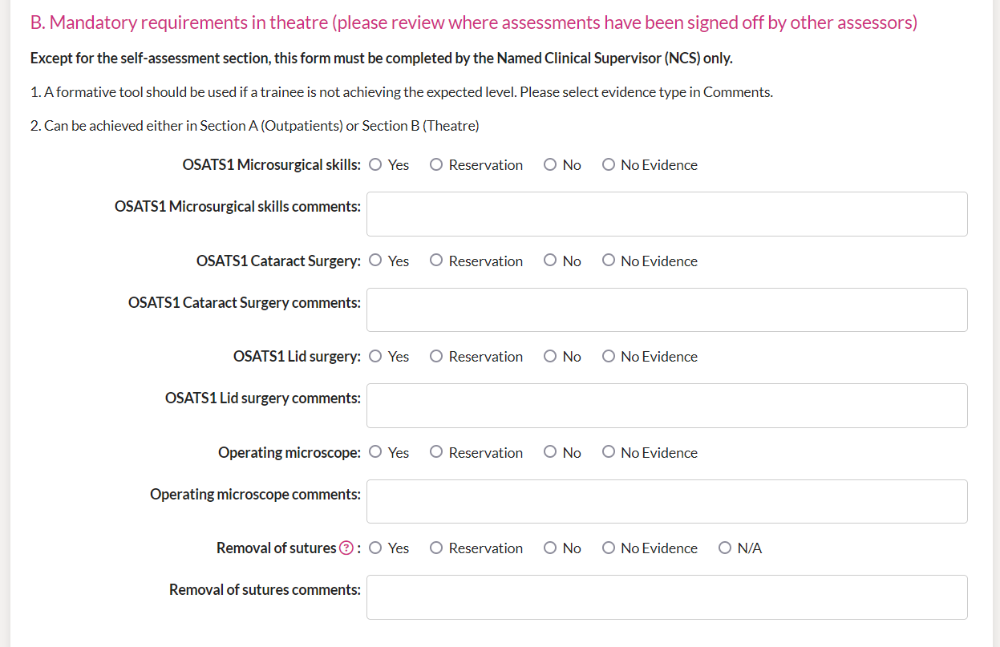 B. Mandatory requirements in theatre (please review where assessments have been signed off by other assessors)
Except for the self-assessment section, this form must be completed by the Named Clinical Supervisor (NCS) only.
1. A formative tool should be used if a trainee is not achieving the expected level. Please select evidence type in Comments.
2. Can be achieved either in Section A (Outpatients) or Section B (Theatre)
OSATS1 Microsurgical skills: Yes Reservation No No Evidence
OSATS1 Microsurgical skills comments:
OSATS1 Cataract Surgery: Yes Reservation No No Evidence
OSATS1 Cataract Surgery comments:
OSATS1 Lid surgery: Yes Reservation No No Evidence
OSATS1 Lid surgery comments:
Operating microscope: Yes Reservation No No Evidence
Operating microscope comments:
Removal of sutures ? : Yes Reservation No No Evidence N/A
Removal of sutures comments: